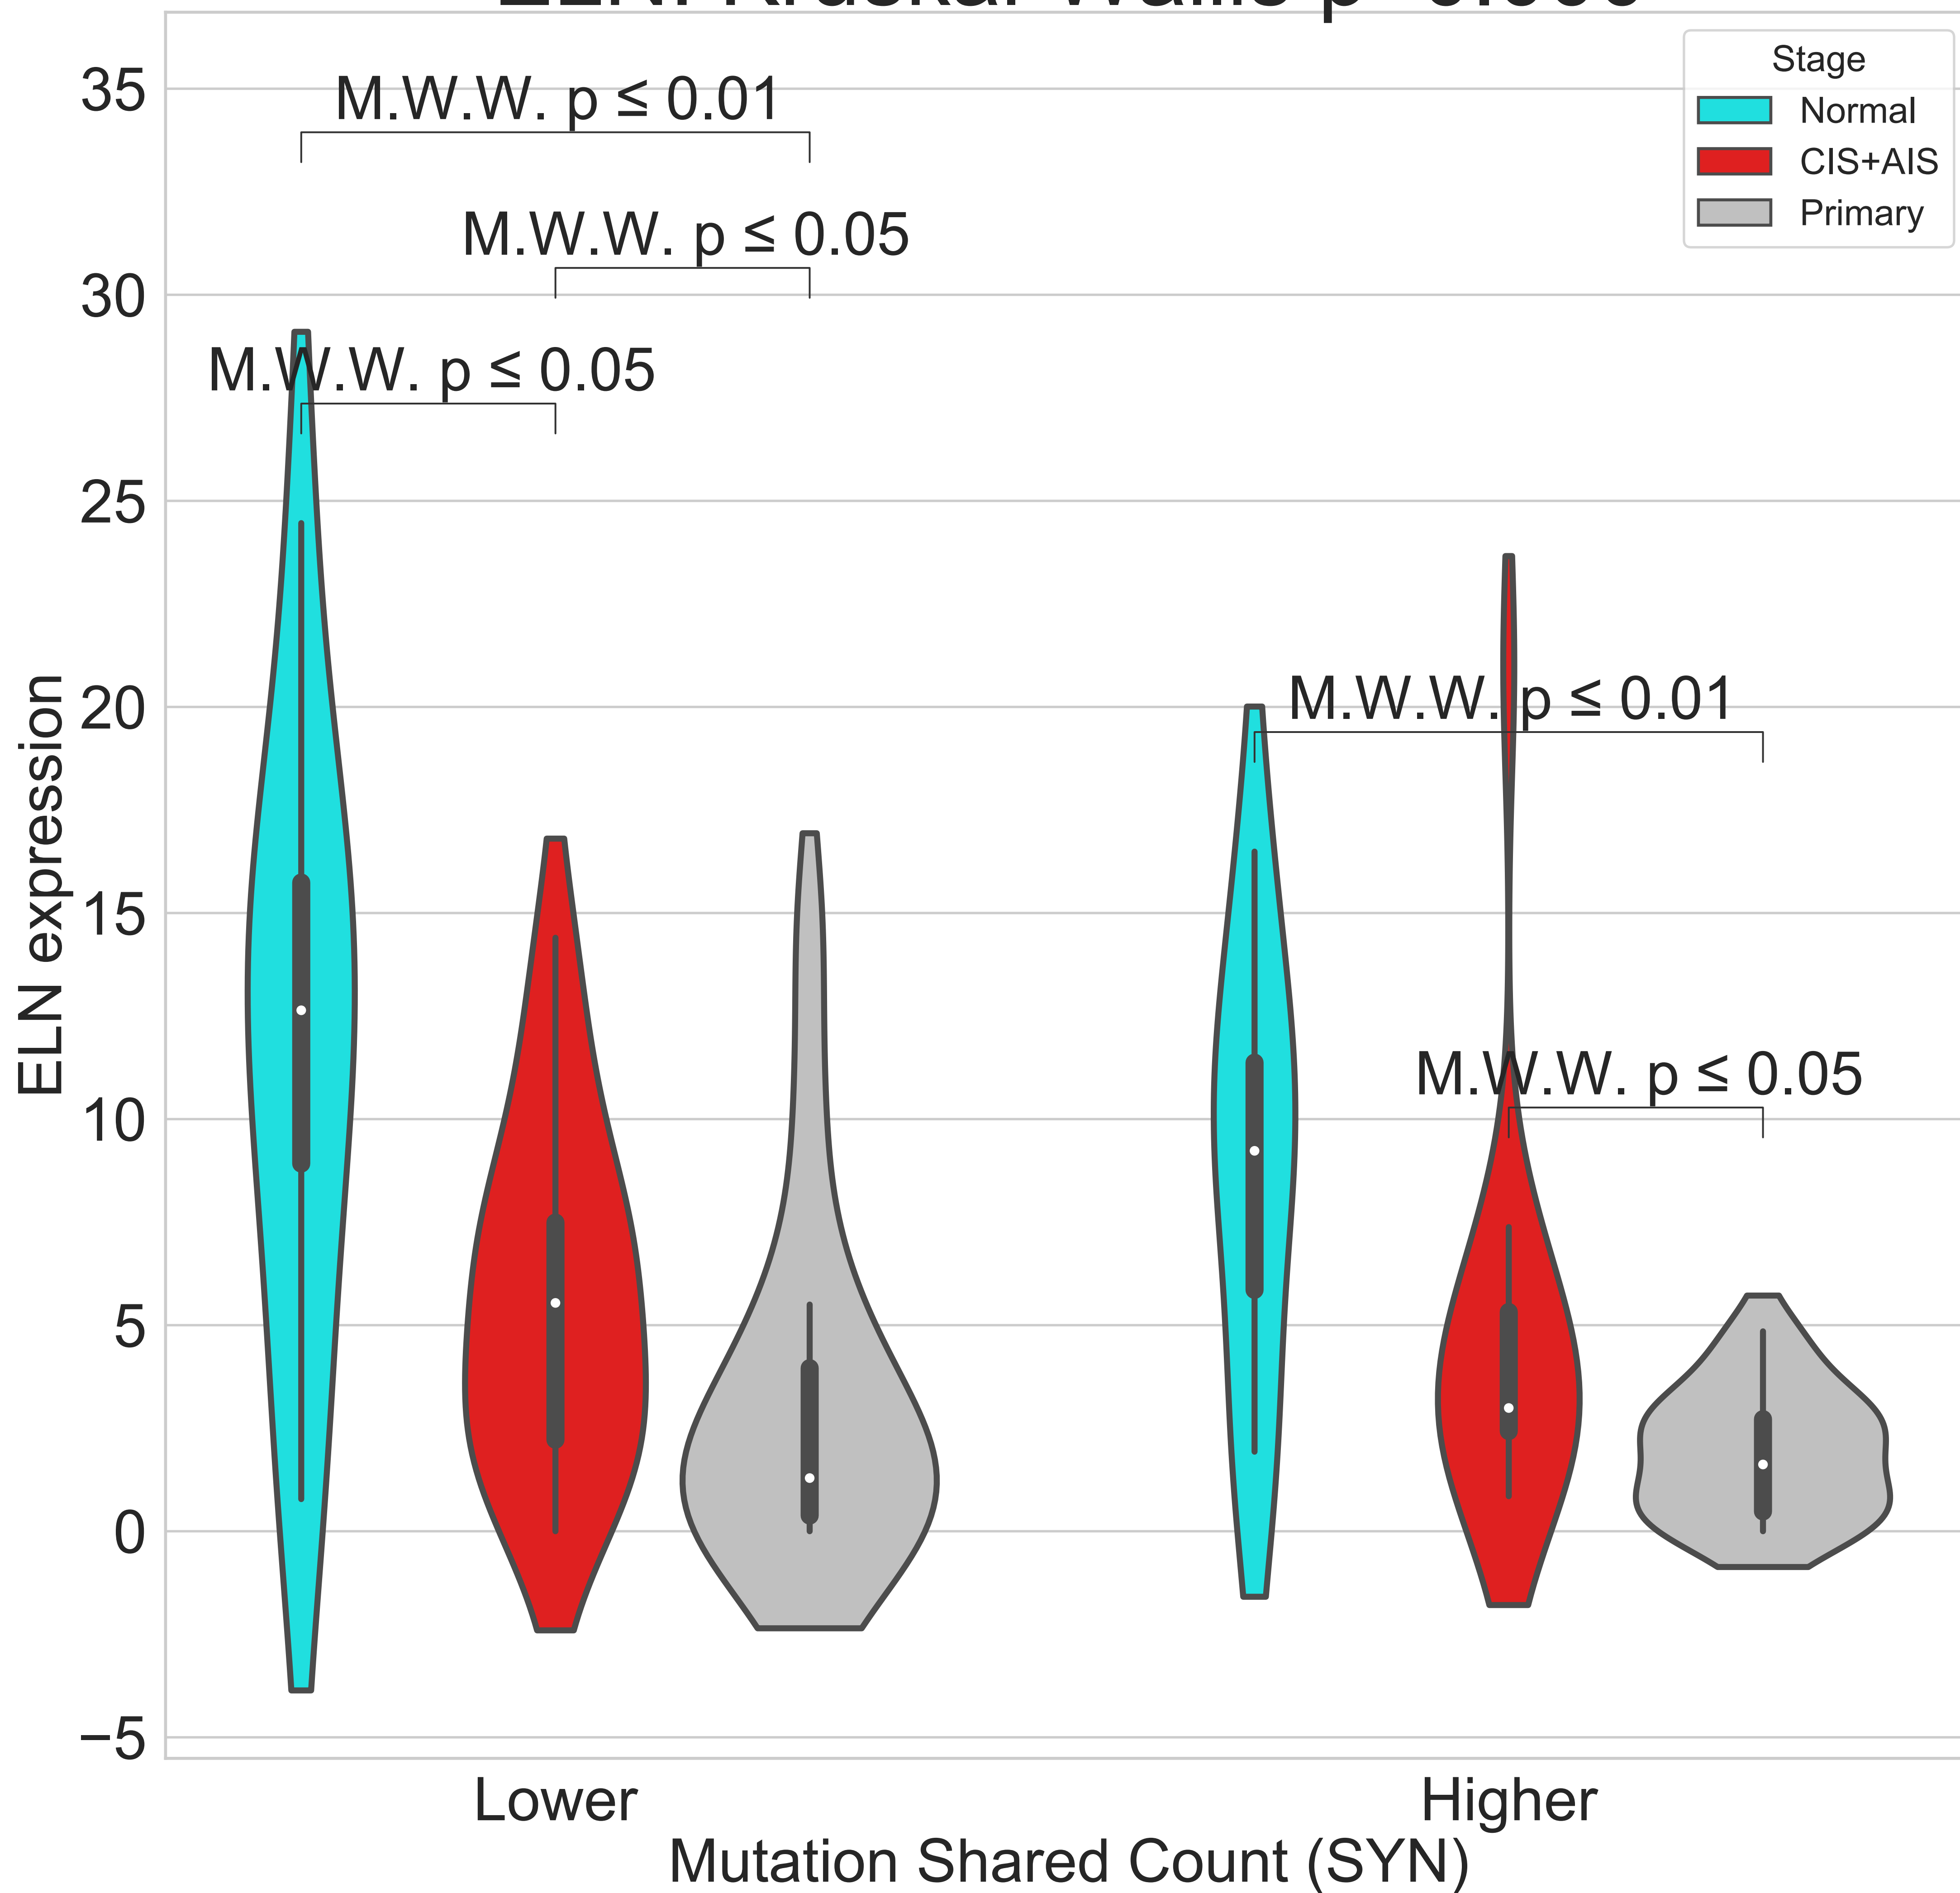 Stage
Normal
CIS+AIS
Primary
M.W.W. p ≤ 0.01
M.W.W. p ≤ 0.05
M.W.W. p ≤ 0.05
M.W.W. p ≤ 0.01
M.W.W. p ≤ 0.05
35
30
25
20
15
10
5
0
−5
ELN expression
Lower
Higher
Mutation Shared Count (SYN)